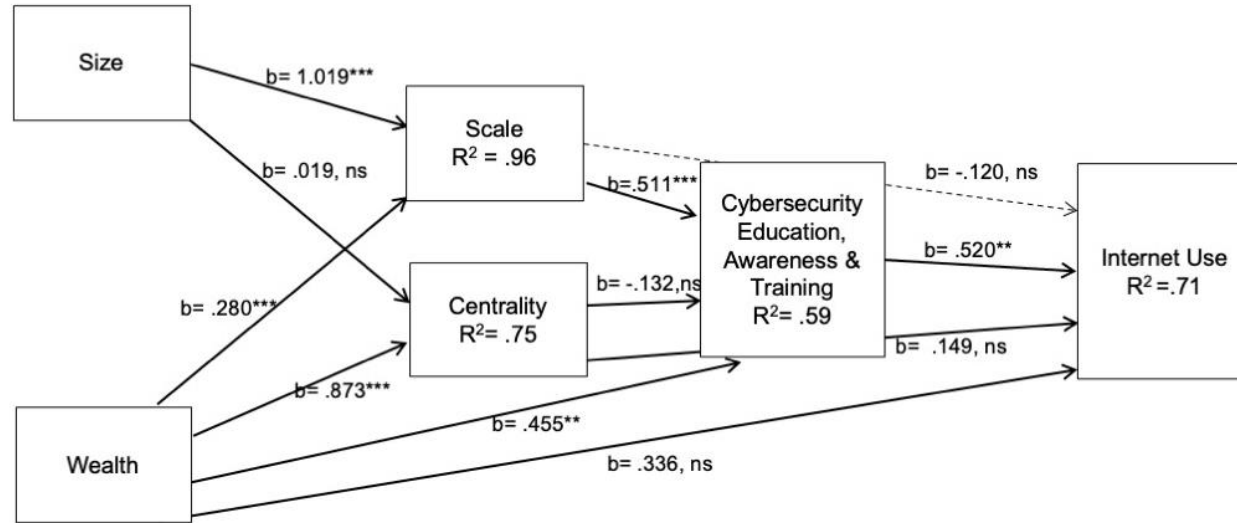 Size
b= 1.019***
Scale
R² = .96
b= .019, ns
b=.511***
b= -.120, ns
Cybersecurity
Education,
Awareness &
Training
R²= .59
b= .520**
Internet Use
R² =.71
b= .280***
Centrality
R²= .75
b= -.132,ns
b= .149, ns
b= .873***
b= .455**
Wealth
b= .336, ns